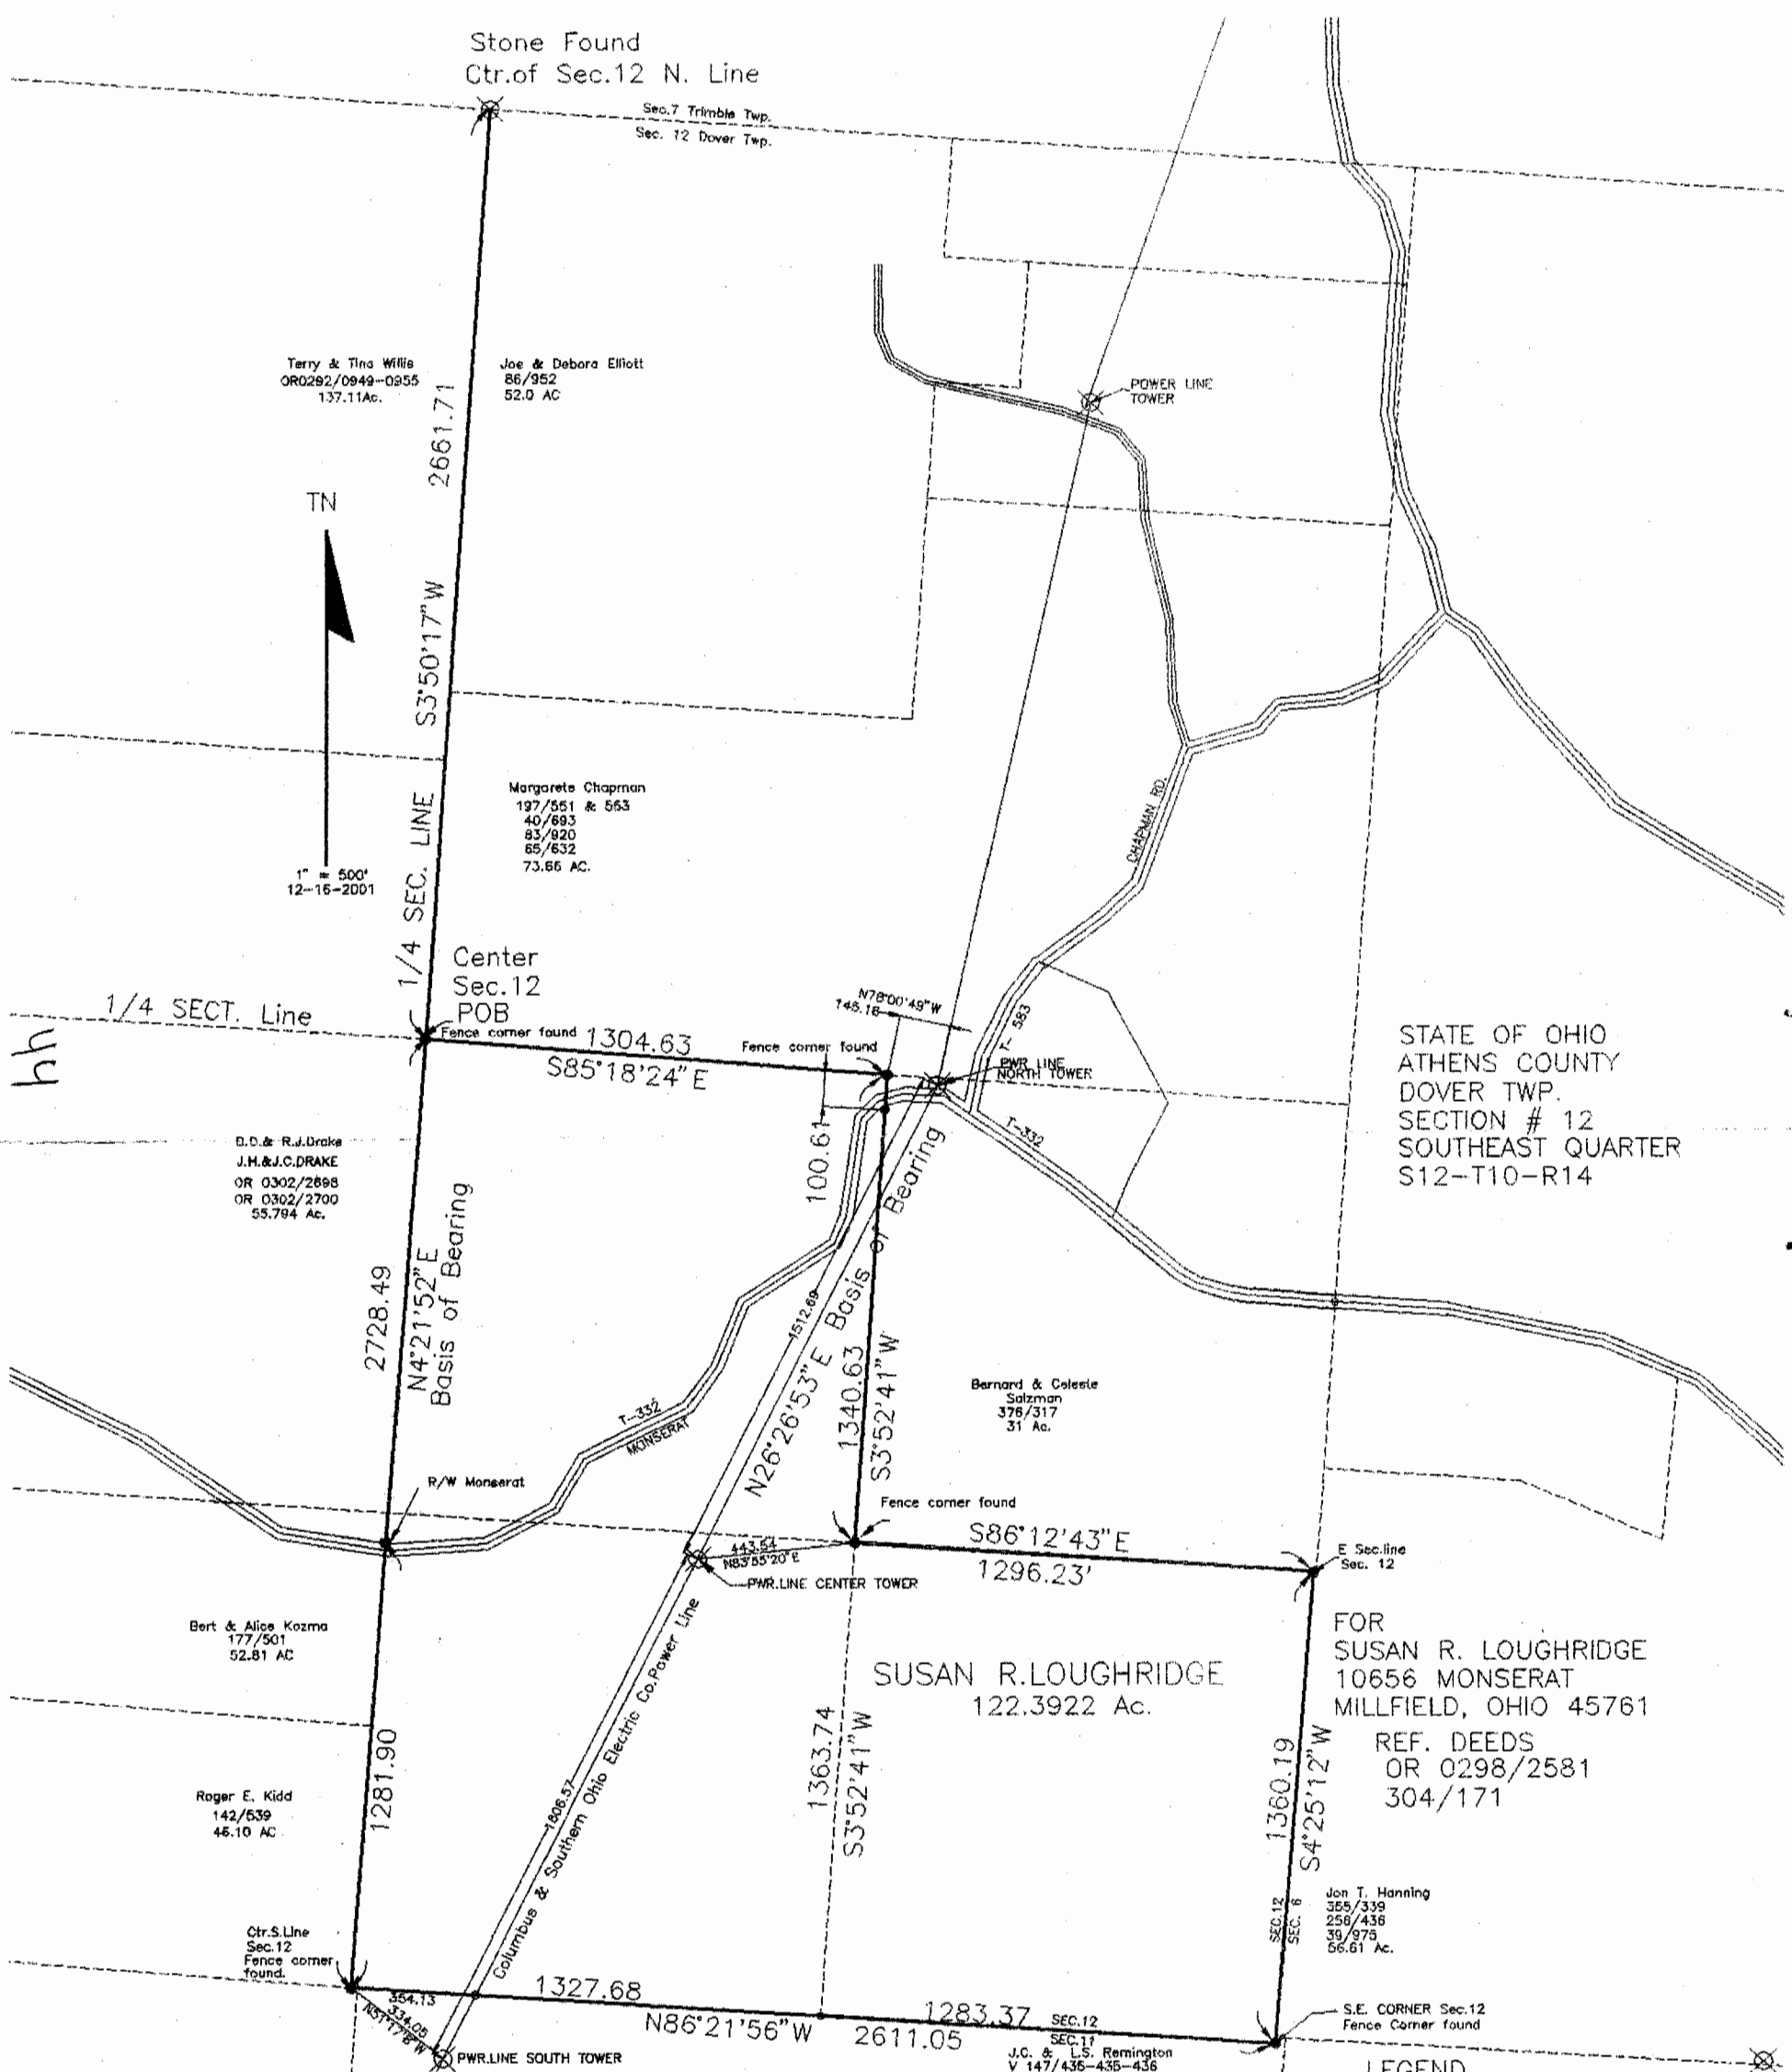 Stone Found
Ctr.of Sec.12 N. Line
Sec.7 Trimble Twp.
Sec. 12 Dover Twp.
Terry & Tina Willis
OR0292/0949-0955
137.11Ac.
Joe & Debora Elliott
86/952
52.0 AC
POWER LINE
TOWER
TN
1" = 500'
12-15-2001
1/4 SEC. LINE S3°50'17"W 2661.71
Margarete Chapman
197/551 & 563
40/693
83/920
65/632
73.66 AC.
CHAPMAN RD.
T- 583
Center
Sec.12
POB
1/4 SECT. Line
hh
Fence corner found
1304.63
S85°18'24"E
Fence corner found
N78°00'49"W
PWR LINE
NORTH TOWER
T-332
STATE OF OHIO
ATHENS COUNTY
DOVER TWP.
SECTION # 12
SOUTHEAST QUARTER
S12-T10-R14
D.D.& R.J.Drake
J.H.&J.C.DRAKE
OR 0302/2698
OR 0302/2700
55.794 Ac.
100.61
2728.49
N4°21'52"E
Basis of Bearing
1512.69
N26°26'53"E Basis of Bearing
1340.63
S3°52'41"W
Bernard & Celeste
Salzman
376/317
31 Ac.
T-332
MONSERAT
R/W Monserat
Fence corner found
443.54
N83°55'20"E
PWR.LINE CENTER TOWER
S86°12'43"E
1296.23'
E Sec.line
Sec. 12
Bert & Alice Kozma
177/501
52.81 AC
SUSAN R.LOUGHRIDGE
122.3922 Ac.
FOR
SUSAN R. LOUGHRIDGE
10656 MONSERAT
MILLFIELD, OHIO 45761
REF. DEEDS
OR 0298/2581
304/171
Roger E. Kidd
142/539
46.10 AC
1281.90
1806.57
Columbus & Southern Ohio Electric Co.Power Line
1363.74
S3°52'41"W
1360.19
S4°25'12"W
SEC.12
SEC. 6
Jon T. Hanning
355/339
256/436
39/975
56.61 Ac.
Ctr.S.Line
Sec.12
Fence corner
found.
354.13
334.05
1327.68
N86°21'56"W
2611.05
1283.37
SEC.12
SEC.11
J.C. & L.S. Remington
V 147/435-435-436
S.E. CORNER Sec.12
Fence Corner found
PWR.LINE SOUTH TOWER
LEGEND